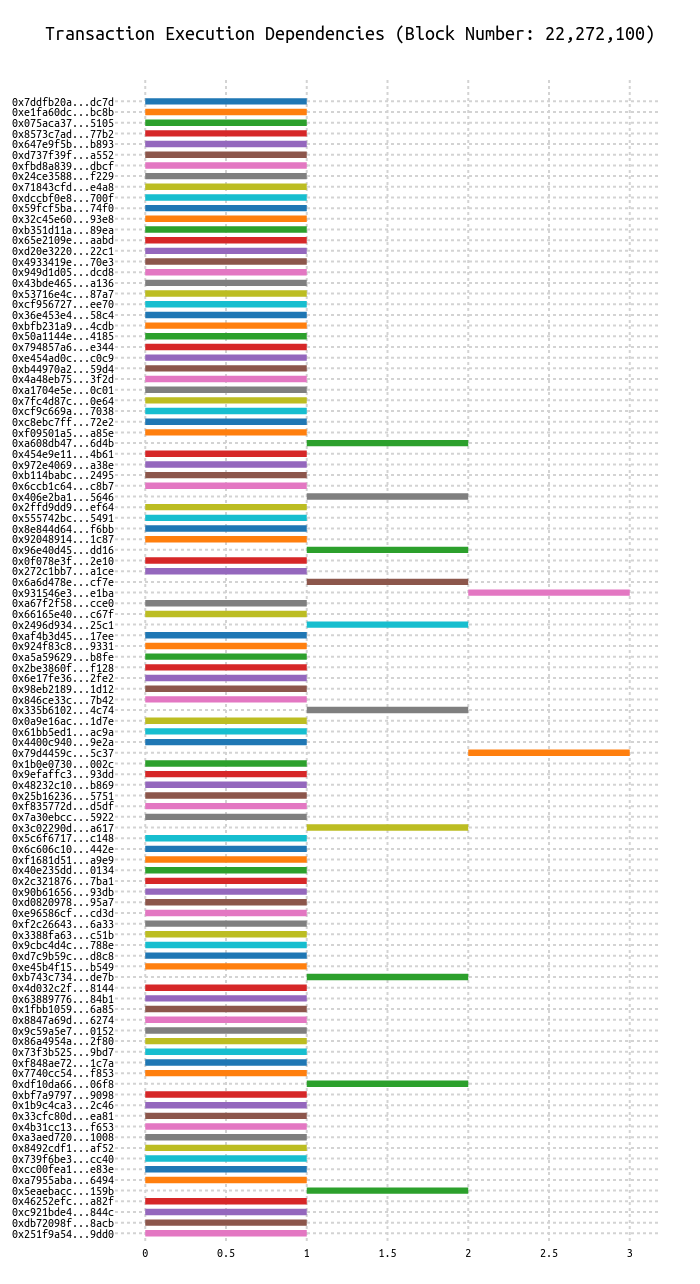 Transaction Execution Dependencies (Block Number: 22,272,100)
0x7ddfb20a...dc7d
0xe1fa60dc...bc8b
0x075aca37...5105
0x8573c7ad...77b2
0x647e9f5b...b893
0xd737f39f...a552
0xfbd8a839...dbcf
0x24ce3588...f229
0x71843cfd...e4a8
0xdccbf0e8...700f
0x59fcf5ba...74f0
0x32c45e60...93e8
0xb351d11a...89ea
0x65e2109e...aabd
0xd20e3220...22c1
0x4933419e...70e3
0x949d1d05...dcd8
0x43bde465...a136
0x53716e4c...87a7
0xcf956727...ee70
0x36e453e4...58c4
0xbfb231a9...4cdb
0x50a1144e...4185
0x794857a6...e344
0xe454ad0c...c0c9
0xb44970a2...59d4
0x4a48eb75...3f2d
0xa1704e5e...0c01
0x7fc4d87c...0e64
0xcf9c669a...7038
0xc8ebc7ff...72e2
0xf09501a5...a85e
0xa608db47...6d4b
0x454e9e11...4b61
0x972e4069...a38e
0xb114babc...2495
0x6ccb1c64...c8b7
0x406e2ba1...5646
0x2ffd9dd9...ef64
0x555742bc...5491
0x8e844d64...f6bb
0x92048914...1c87
0x96e40d45...dd16
0x0f078e3f...2e10
0x272c1bb7...a1ce
0x6a6d478e...cf7e
0x931546e3...e1ba
0xa67f2f58...cce0
0x66165e40...c67f
0x2496d934...25c1
0xaf4b3d45...17ee
0x924f83c8...9331
0xa5a59629...b8fe
0x2be3860f...f128
0x6e17fe36...2fe2
0x98eb2189...1d12
0x846ce33c...7b42
0x335b6102...4c74
0x0a9e16ac...1d7e
0x61bb5ed1...ac9a
0x4400c940...9e2a
0x79d4459c...5c37
0x1b0e0730...002c
0x9efaffc3...93dd
0x48232c10...b869
0x25b16236...5751
0xf835772d...d5df
0x7a30ebcc...5922
0x3c02290d...a617
0x5c6f6717...c148
0x6c606c10...442e
0xf1681d51...a9e9
0x40e235dd...0134
0x2c321876...7ba1
0x90b61656...93db
0xd0820978...95a7
0xe96586cf...cd3d
0xf2c26643...6a33
0x3388fa63...c51b
0x9cbc4d4c...788e
0xd7c9b59c...d8c8
0xe45b4f15...b549
0xb743c734...de7b
0x4d032c2f...8144
0x63889776...84b1
0x1fbb1059...6a85
0x8847a69d...6274
0x9c59a5e7...0152
0x86a4954a...2f80
0x73f3b525...9bd7
0xf848ae72...1c7a
0x7740cc54...f853
0xdf10da66...06f8
0xbf7a9797...9098
0x1b9c4ca3...2c46
0x33cfc80d...ea81
0x4b31cc13...f653
0xa3aed720...1008
0x8492cdf1...af52
0x739f6be3...cc40
0xcc00fea1...e83e
0xa7955aba...6494
0x5eaebacc...159b
0x46252efc...a82f
0xc921bde4...844c
0xdb72098f...8acb
0x251f9a54...9dd0
0 0.5 1 1.5 2 2.5 3